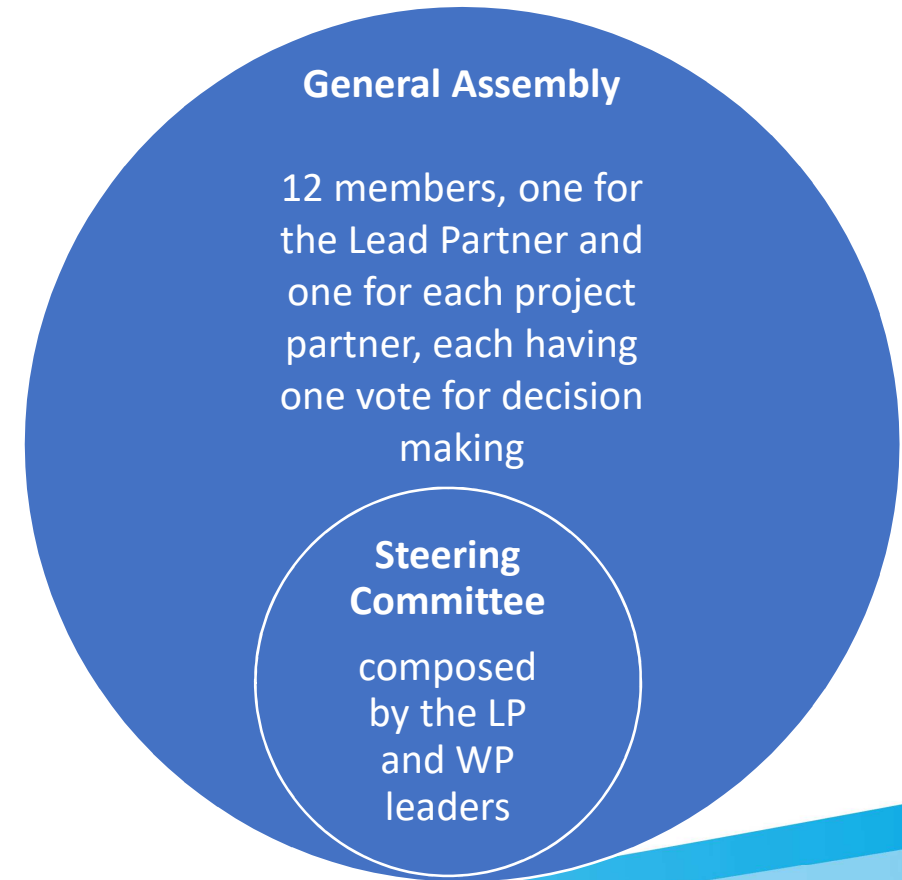 General Assembly
12 members, one for
the Lead Partner and
one for each project
partner, each having
one vote for decision
making
Steering
Committee
composed
by the LP
and WP
leaders